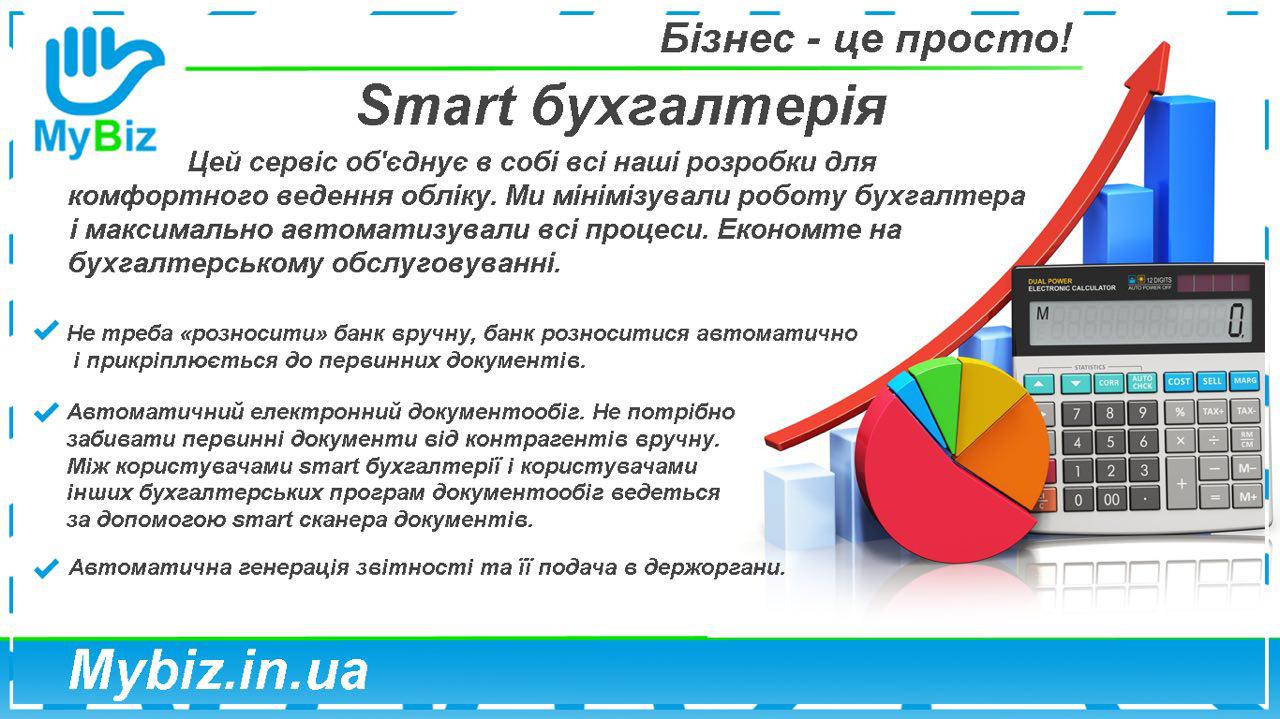 Бізнес - це просто!
MyBiz
Smart бухгалтерія
Цей сервіс об'єднує в собі всі наші розробки для
комфортного ведення обліку. Ми мінімізували роботу бухгалтера
і максимально автоматизували всі процеси. Економте на
бухгалтерському обслуговуванні.
Не треба «розносити» банк вручну, банк розноситися автоматично
і прикріплюється до первинних документів.
Автоматичний електронний документообіг. Не потрібно
забивати первинні документи від контрагентів вручну.
Між користувачами smart бухгалтерії і користувачами
інших бухгалтерських програм документообіг ведеться
за допомогою smart сканера документів.
Автоматична генерація звітності та її подача в держоргани.
DUAL POWER
ELECTRONIC CALCULATOR
12 DIGITS
AUTO POWER OFF
M 0,
STATISTICS
CORR AUTO CHCK COST SELL MARG
7 8 9 % TAX+ TAX-
4 5 6 × ÷ RM CM
1 2 3 + − M−
0 00 · = M+
Mybiz.in.ua